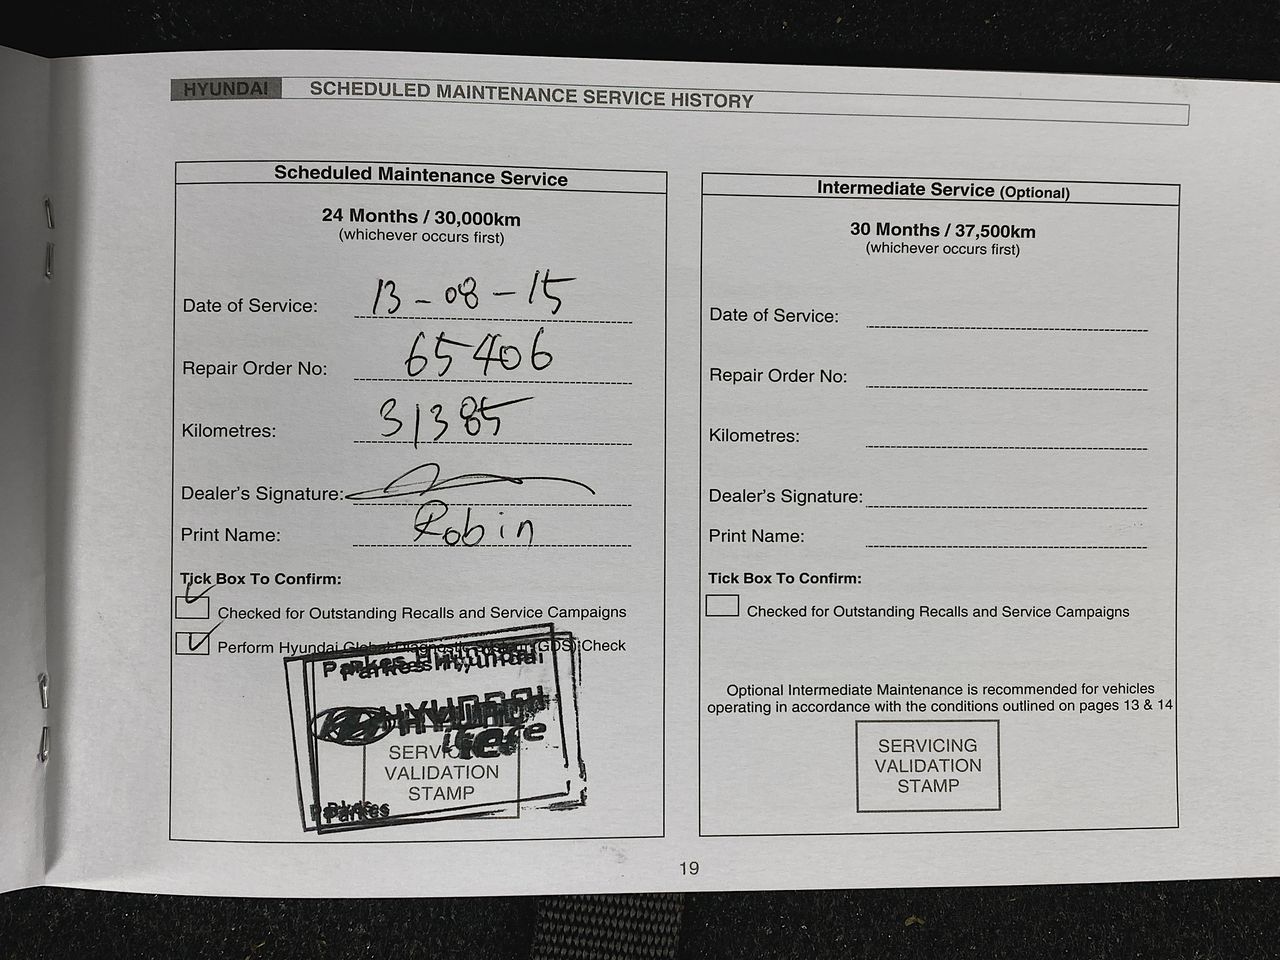 HYUNDAI SCHEDULED MAINTENANCE SERVICE HISTORY
Scheduled Maintenance Service
24 Months / 30,000km
(whichever occurs first)
Date of Service: 13-08-15
Repair Order No: 65406
Kilometres: 31385
Dealer's Signature:
Print Name: Robin
Tick Box To Confirm:
Checked for Outstanding Recalls and Service Campaigns
Perform Hyundai Global Diagnostic System (GDS) Check
Parkes Hyundai
HYUNDAI
iCare
SERVICING
VALIDATION
STAMP
Parkes
Intermediate Service (Optional)
30 Months / 37,500km
(whichever occurs first)
Date of Service:
Repair Order No:
Kilometres:
Dealer's Signature:
Print Name:
Tick Box To Confirm:
Checked for Outstanding Recalls and Service Campaigns
Optional Intermediate Maintenance is recommended for vehicles
operating in accordance with the conditions outlined on pages 13 & 14
SERVICING
VALIDATION
STAMP
19